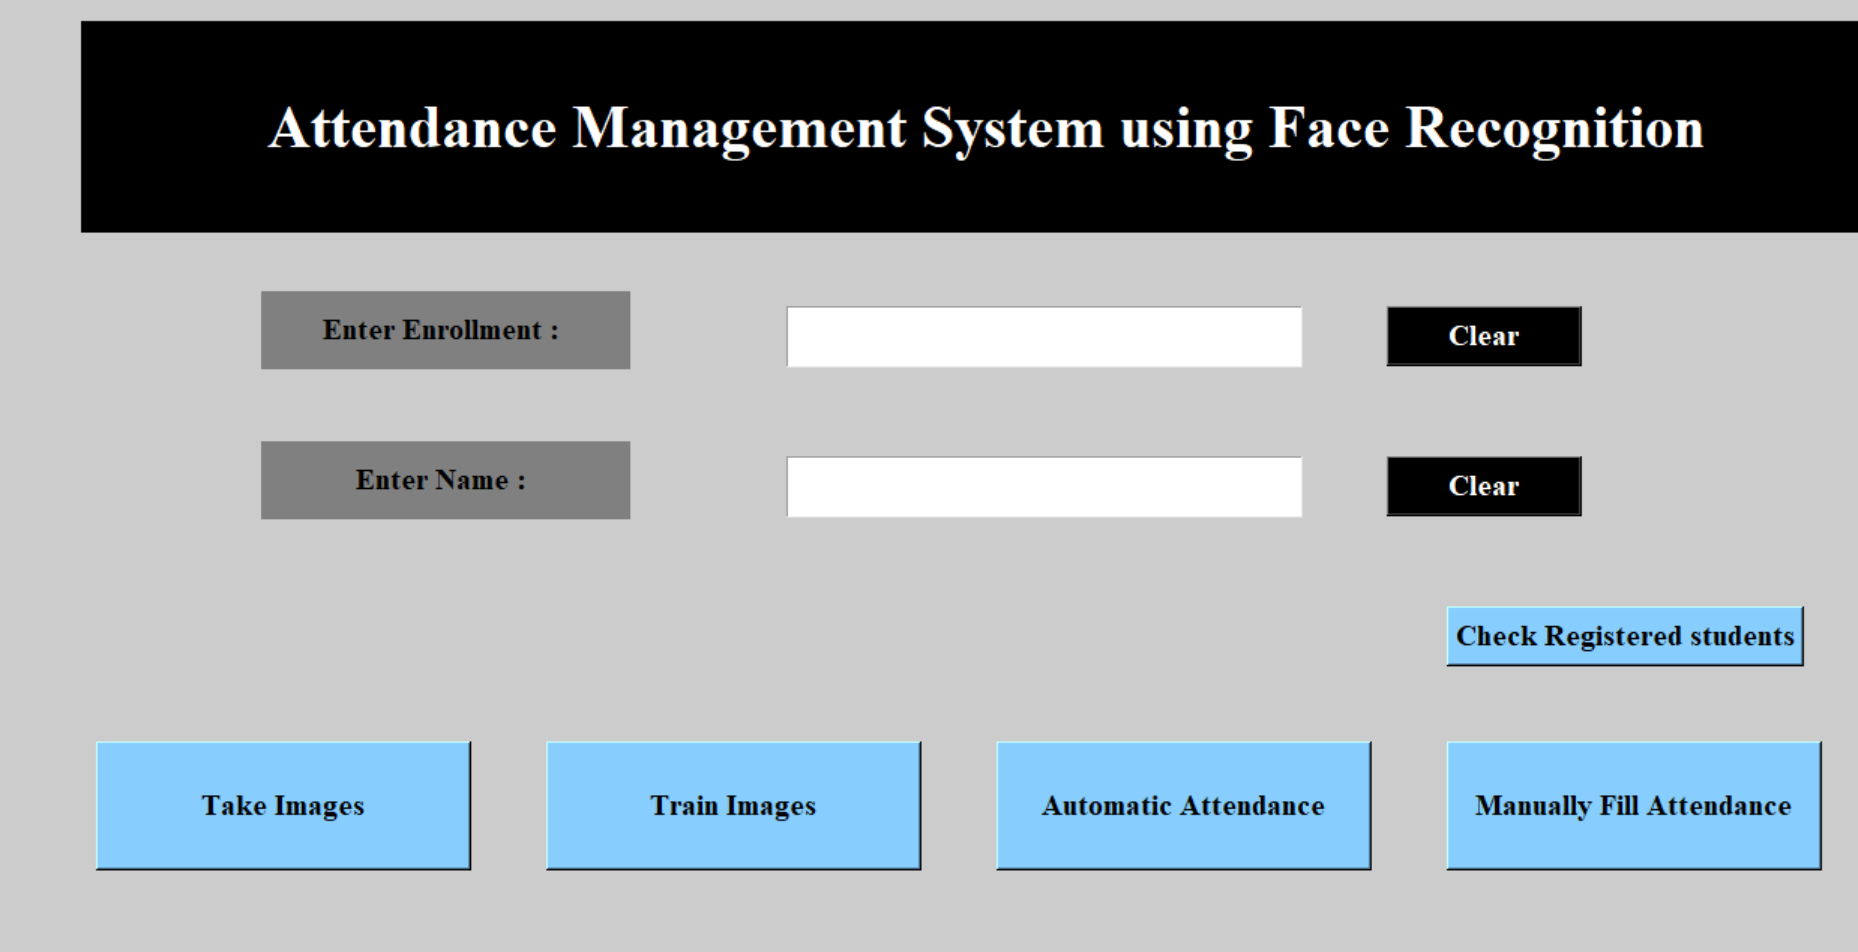 Attendance Management System using Face Recognition
Enter Enrollment :
Clear
Enter Name :
Clear
Check Registered students
Take Images
Train Images
Automatic Attendance
Manually Fill Attendance